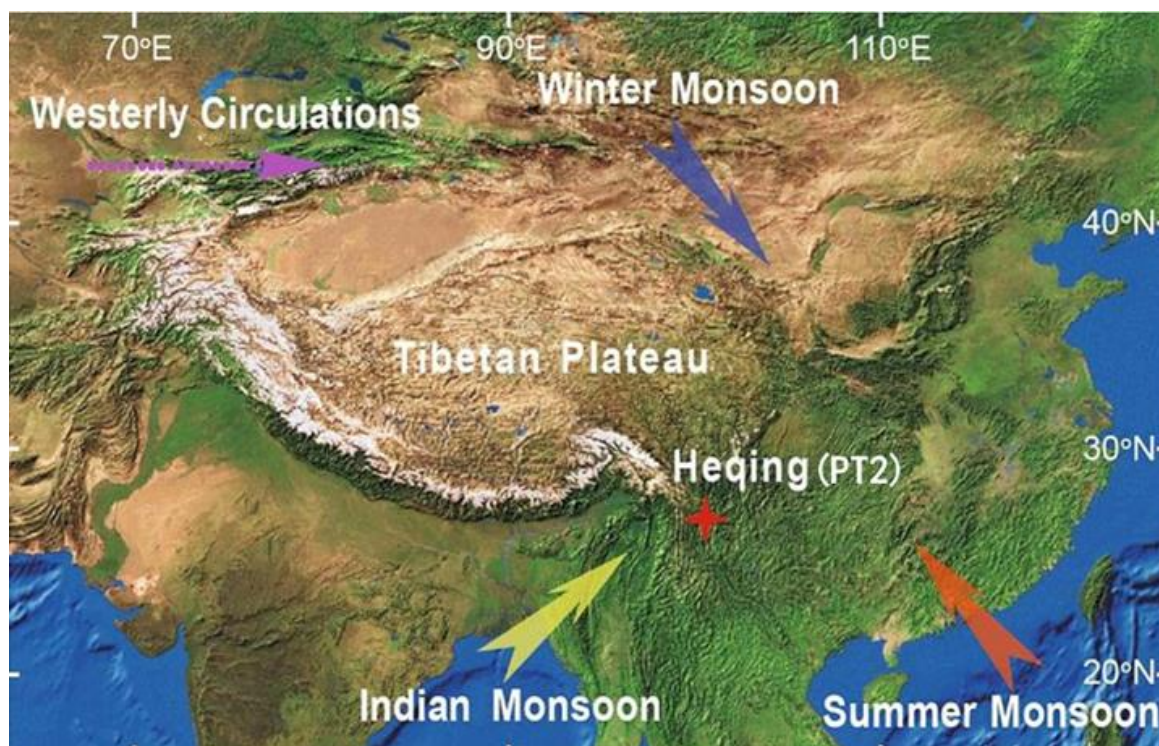 70°E 90°E 110°E
Winter Monsoon
Westerly Circulations
40°N
Tibetan Plateau
Heqing (PT2)
30°N
Indian Monsoon
20°N
Summer Monsoon